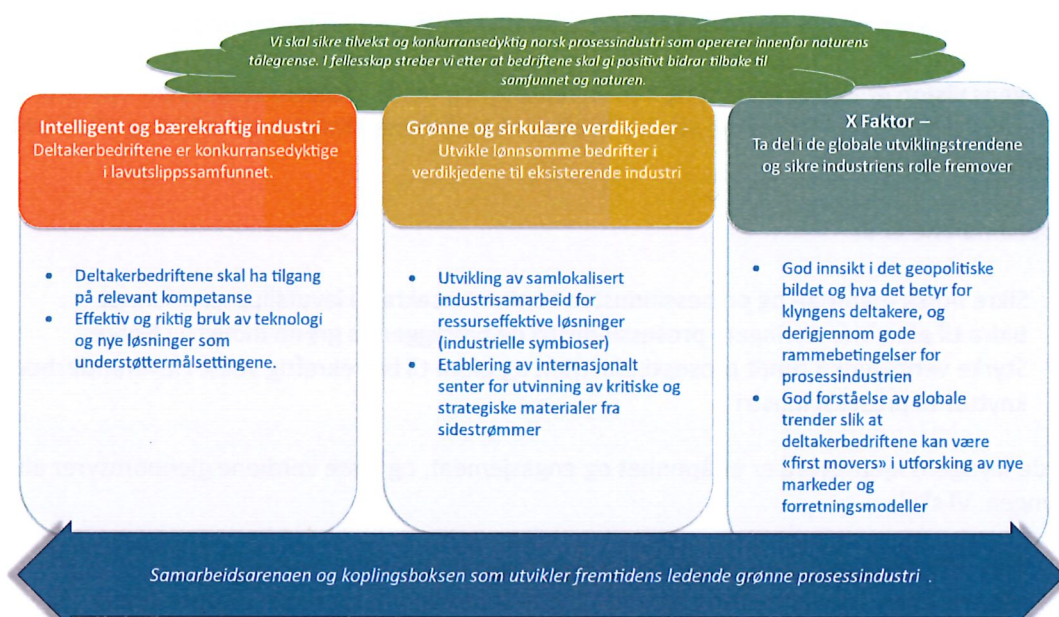 Vi skal sikre tilvekst og konkurransedyktig norsk prosessindustri som opererer innenfor naturens
tålegrense. I fellesskap streber vi etter at bedriftene skal gi positivt bidrar tilbake til
samfunnet og naturen.
Intelligent og bærekraftig industri -
Deltakerbedriftene er konkurransedyktige
i lavutslippssamfunnet.
Deltakerbedriftene skal ha tilgang
på relevant kompetanse
Effektiv og riktig bruk av teknologi
og nye løsninger som
understøttermålsettingene.
Grønne og sirkulære verdikjeder -
Utvikle lønnsomme bedrifter i
verdikjedene til eksisterende industri
Utvikling av samlokalisert
industrisamarbeid for
ressurseffektive løsninger
(industrielle symbioser)
Etablering av internasjonalt
senter for utvinning av kritiske og
strategiske materialer fra
sidestrømmer
X Faktor –
Ta del i de globale utviklingstrendene
og sikre industriens rolle fremover
God innsikt i det geopolitiske
bildet og hva det betyr for
klyngens deltakere, og
derigjennom gode
rammebetingelser for
prosessindustrien
God forståelse av globale
trender slik at
deltakerbedriftene kan være
«first movers» i utforsking av nye
markeder og
forretningsmodeller
Samarbeidsarenaen og koplingsboksen som utvikler fremtidens ledende grønne prosessindustri .